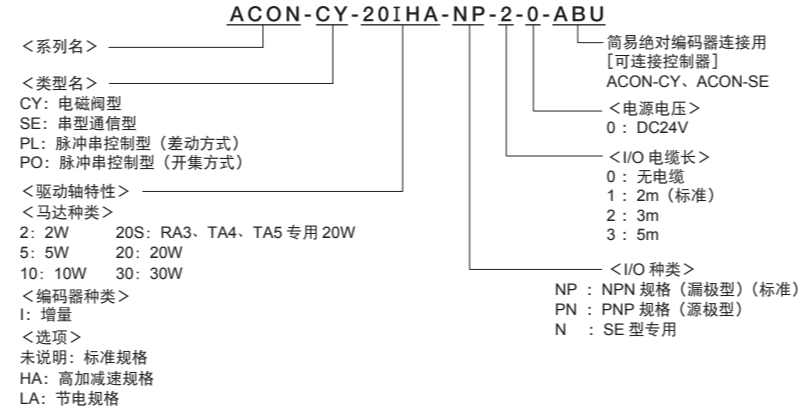 ACON-CY-20IHA-NP-2-0-ABU
＜系列名＞
＜类型名＞
CY：电磁阀型
SE：串型通信型
PL：脉冲串控制型（差动方式）
PO：脉冲串控制型（开集方式）
＜驱动轴特性＞
＜马达种类＞
2：2W 20S：RA3、TA4、TA5 专用 20W
5：5W 20：20W
10：10W 30：30W
＜编码器种类＞
I：增量
＜选项＞
未说明：标准规格
HA：高加减速规格
LA：节电规格
简易绝对编码器连接用
［可连接控制器］
ACON-CY、ACON-SE
＜电源电压＞
0：DC24V
＜I/O 电缆长＞
0：无电缆
1：2m（标准）
2：3m
3：5m
＜I/O 种类＞
NP ：NPN 规格（漏极型）（标准）
PN ：PNP 规格（源极型）
N ：SE 型专用